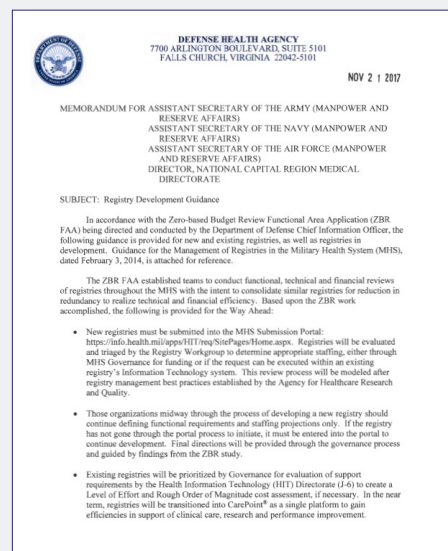 DEFENSE HEALTH AGENCY
7700 ARLINGTON BOULEVARD, SUITE 5101
FALLS CHURCH, VIRGINIA 22042-5101
NOV 2 1 2017
MEMORANDUM FOR ASSISTANT SECRETARY OF THE ARMY (MANPOWER AND
RESERVE AFFAIRS)
ASSISTANT SECRETARY OF THE NAVY (MANPOWER AND
RESERVE AFFAIRS)
ASSISTANT SECRETARY OF THE AIR FORCE (MANPOWER
AND RESERVE AFFAIRS)
DIRECTOR, NATIONAL CAPITAL REGION MEDICAL
DIRECTORATE
SUBJECT: Registry Development Guidance
In accordance with the Zero-based Budget Review Functional Area Application (ZBR
FAA) being directed and conducted by the Department of Defense Chief Information Officer, the
following guidance is provided for new and existing registries, as well as registries in
development. Guidance for the Management of Registries in the Military Health System (MHS),
dated February 3, 2014, is attached for reference.
The ZBR FAA established teams to conduct functional, technical and financial reviews
of registries throughout the MHS with the intent to consolidate similar registries for reduction in
redundancy to realize technical and financial efficiency. Based upon the ZBR work
accomplished, the following is provided for the Way Ahead:
• New registries must be submitted into the MHS Submission Portal:
https://info.health.mil/apps/HIT/req/SitePages/Home.aspx. Registries will be evaluated
and triaged by the Registry Workgroup to determine appropriate staffing, either through
MHS Governance for funding or if the request can be executed within an existing
registry's Information Technology system. This review process will be modeled after
registry management best practices established by the Agency for Healthcare Research
and Quality.
• Those organizations midway through the process of developing a new registry should
continue defining functional requirements and staffing projections only. If the registry
has not gone through the portal process to initiate, it must be entered into the portal to
continue development. Final directions will be provided through the governance process
and guided by findings from the ZBR study.
• Existing registries will be prioritized by Governance for evaluation of support
requirements by the Health Information Technology (HIT) Directorate (J-6) to create a
Level of Effort and Rough Order of Magnitude cost assessment, if necessary. In the near
term, registries will be transitioned into CarePoint® as a single platform to gain
efficiencies in support of clinical care, research and performance improvement.